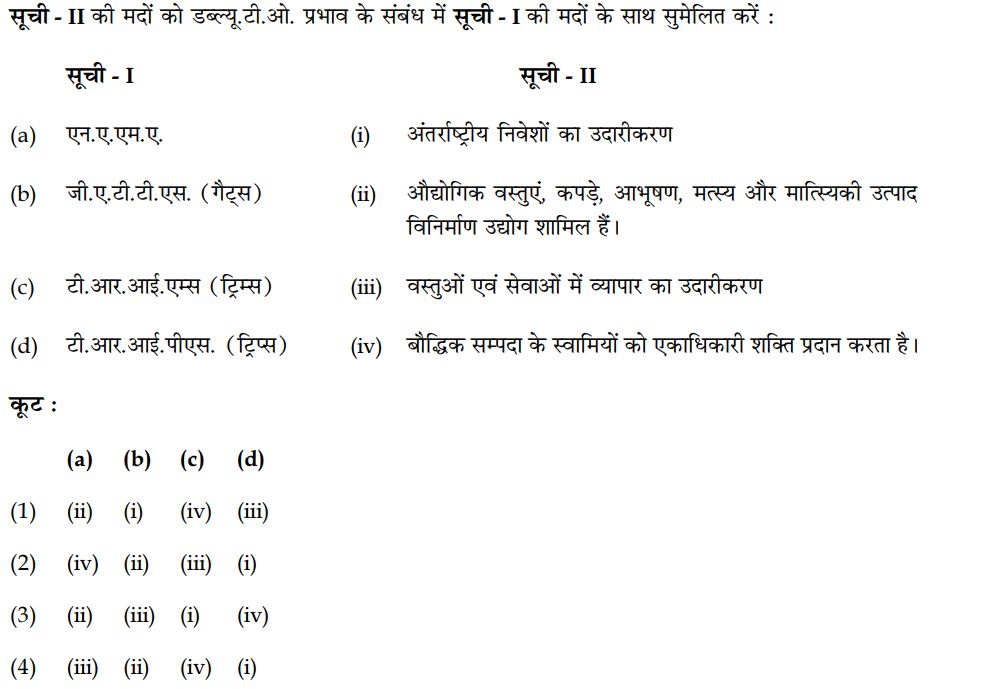 सूची - II की मदों को डब्ल्यू.टी.ओ. प्रभाव के संबंध में सूची - I की मदों के साथ सुमेलित करें :
सूची - I सूची - II
(a) एन.ए.एम.ए. (i) अंतर्राष्ट्रीय निवेशों का उदारीकरण
(b) जी.ए.टी.टी.एस. (गैट्स) (ii) औद्योगिक वस्तुएं, कपड़े, आभूषण, मत्स्य और मात्स्यिकी उत्पाद
विनिर्माण उद्योग शामिल हैं।
(c) टी.आर.आई.एम्स (ट्रिम्स) (iii) वस्तुओं एवं सेवाओं में व्यापार का उदारीकरण
(d) टी.आर.आई.पीएस. (ट्रिप्स) (iv) बौद्धिक सम्पदा के स्वामियों को एकाधिकारी शक्ति प्रदान करता है।
कूट :
(a) (b) (c) (d)
(1) (ii) (i) (iv) (iii)
(2) (iv) (ii) (iii) (i)
(3) (ii) (iii) (i) (iv)
(4) (iii) (ii) (iv) (i)